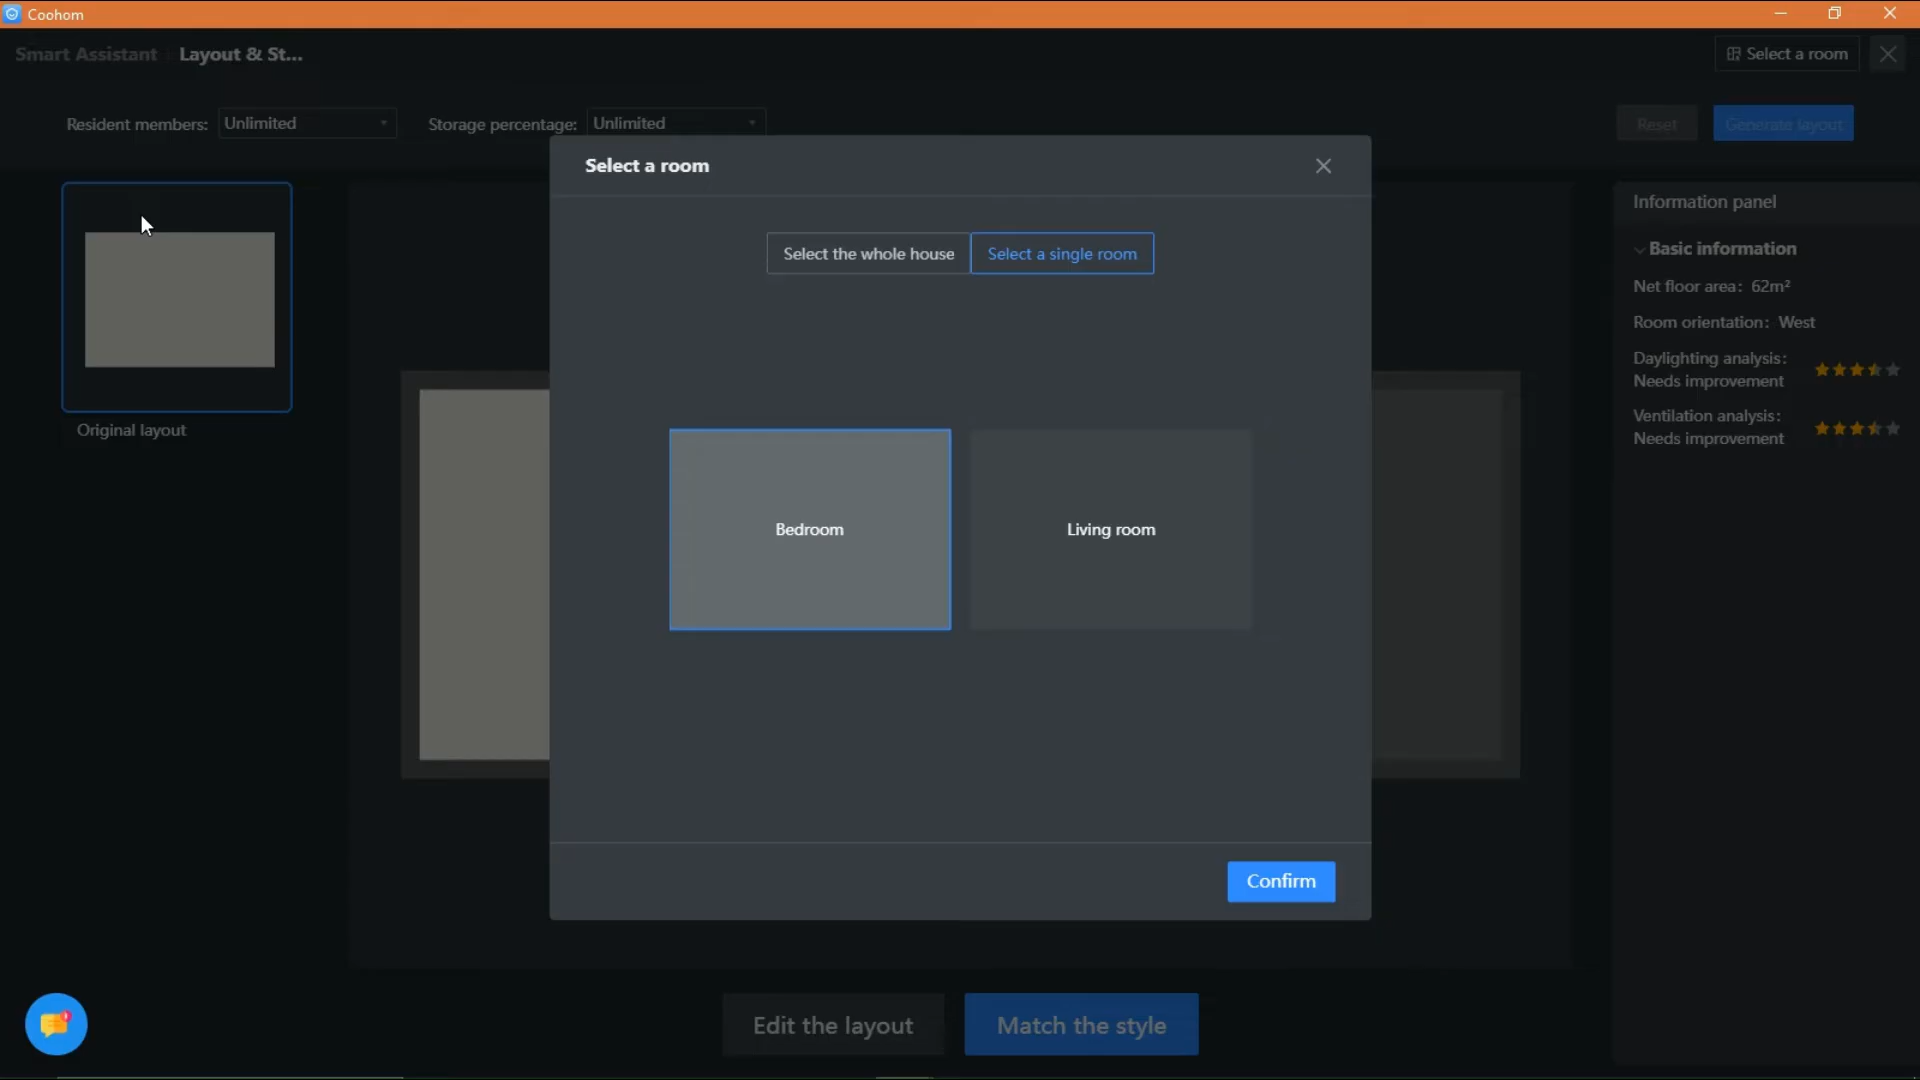 Coohom
Smart Assistant Layout & St...
Select a room
Resident members: Unlimited Storage percentage: Unlimited
Reset Generate layout
Select a room
Select the whole house Select a single room
Bedroom
Living room
Confirm
Original layout
Information panel
Basic information
Net floor area: 62m²
Room orientation: West
Daylighting analysis:
Needs improvement
Ventilation analysis:
Needs improvement
Edit the layout
Match the style